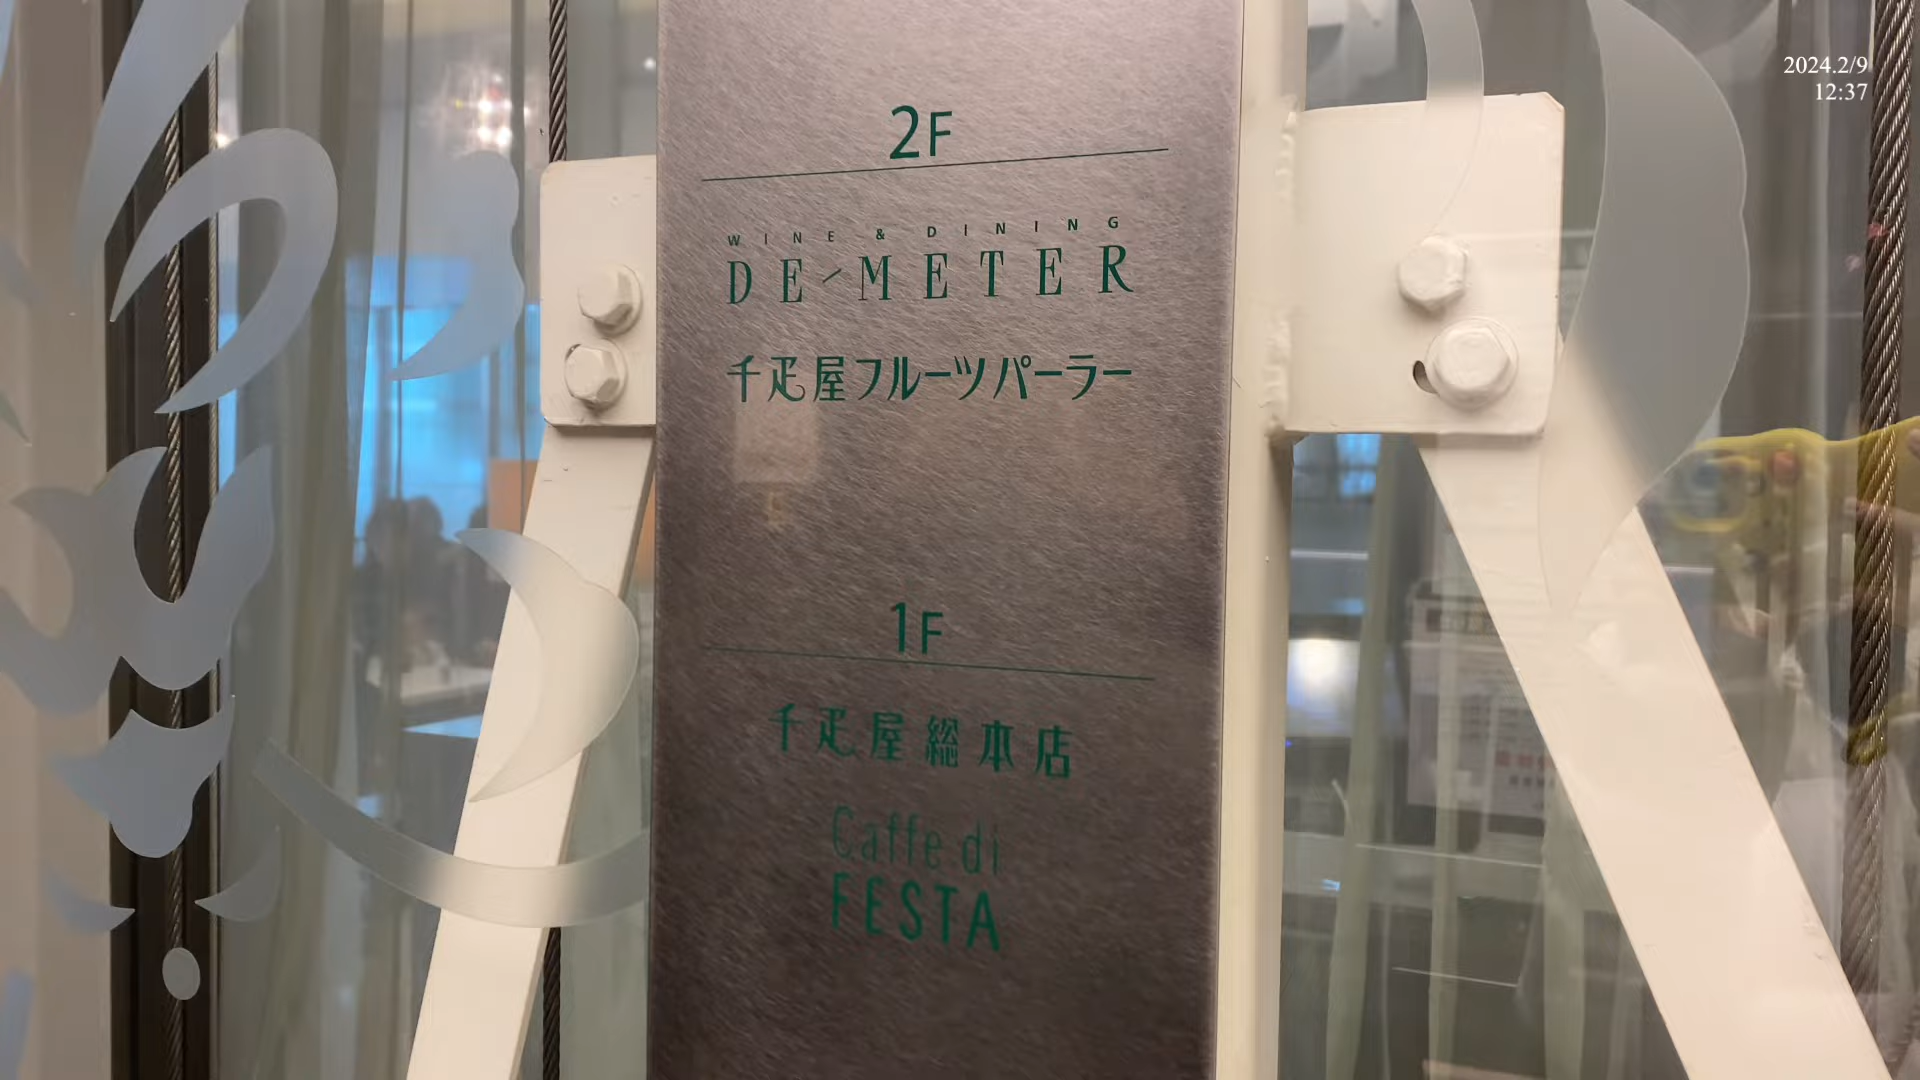 2024.2/9
12:37
2F
WINE & DINING
DE/METER
千疋屋フルーツパーラー
1F
千疋屋総本店
Caffe di
FESTA